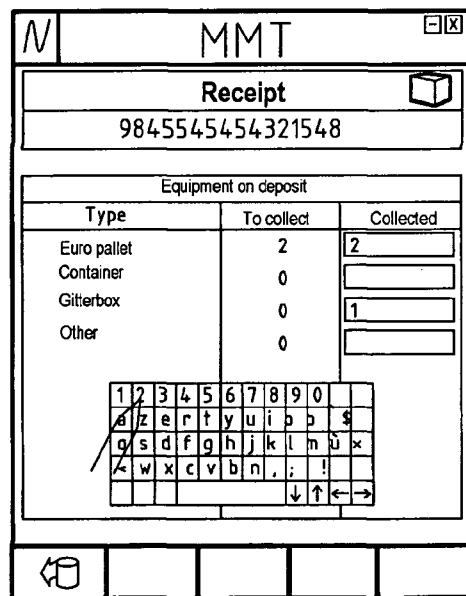 N MMT - X
Receipt
9845545454321548
Equipment on deposit
Type To collect Collected
Euro pallet 2 2
Container 0
Gitterbox 0 1
Other 0
1 2 3 4 5 6 7 8 9 0
a z e r t y u i o p $
q s d f g h j k l m ù ×
< w x c v b n , ; !
↓ ↑ ← →